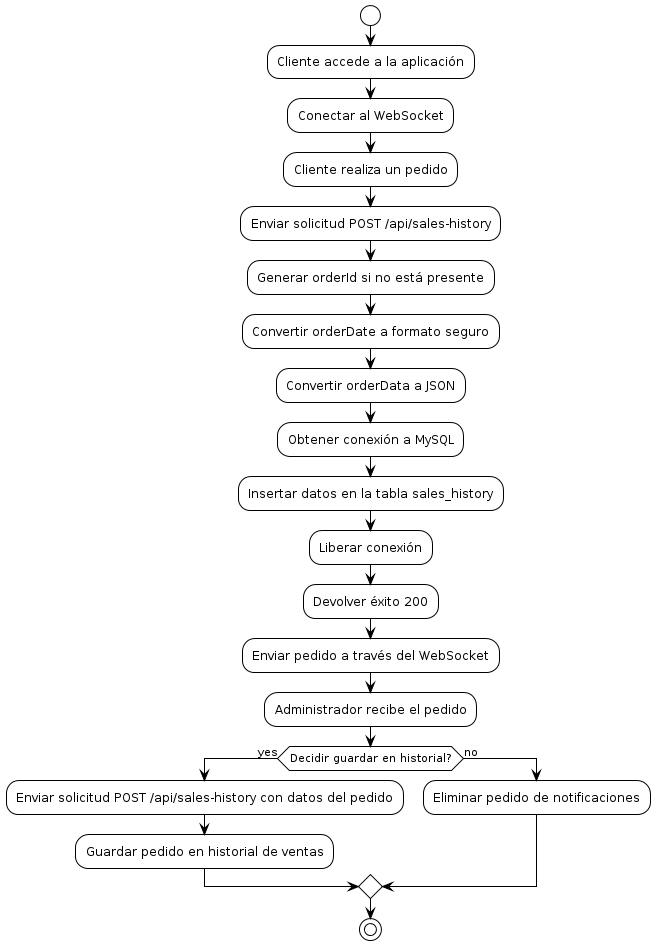 Cliente accede a la aplicación
Conectar al WebSocket
Cliente realiza un pedido
Enviar solicitud POST /api/sales-history
Generar orderId si no está presente
Convertir orderDate a formato seguro
Convertir orderData a JSON
Obtener conexión a MySQL
Insertar datos en la tabla sales_history
Liberar conexión
Devolver éxito 200
Enviar pedido a través del WebSocket
Administrador recibe el pedido
yes
Decidir guardar en historial?
no
Enviar solicitud POST /api/sales-history con datos del pedido
Eliminar pedido de notificaciones
Guardar pedido en historial de ventas